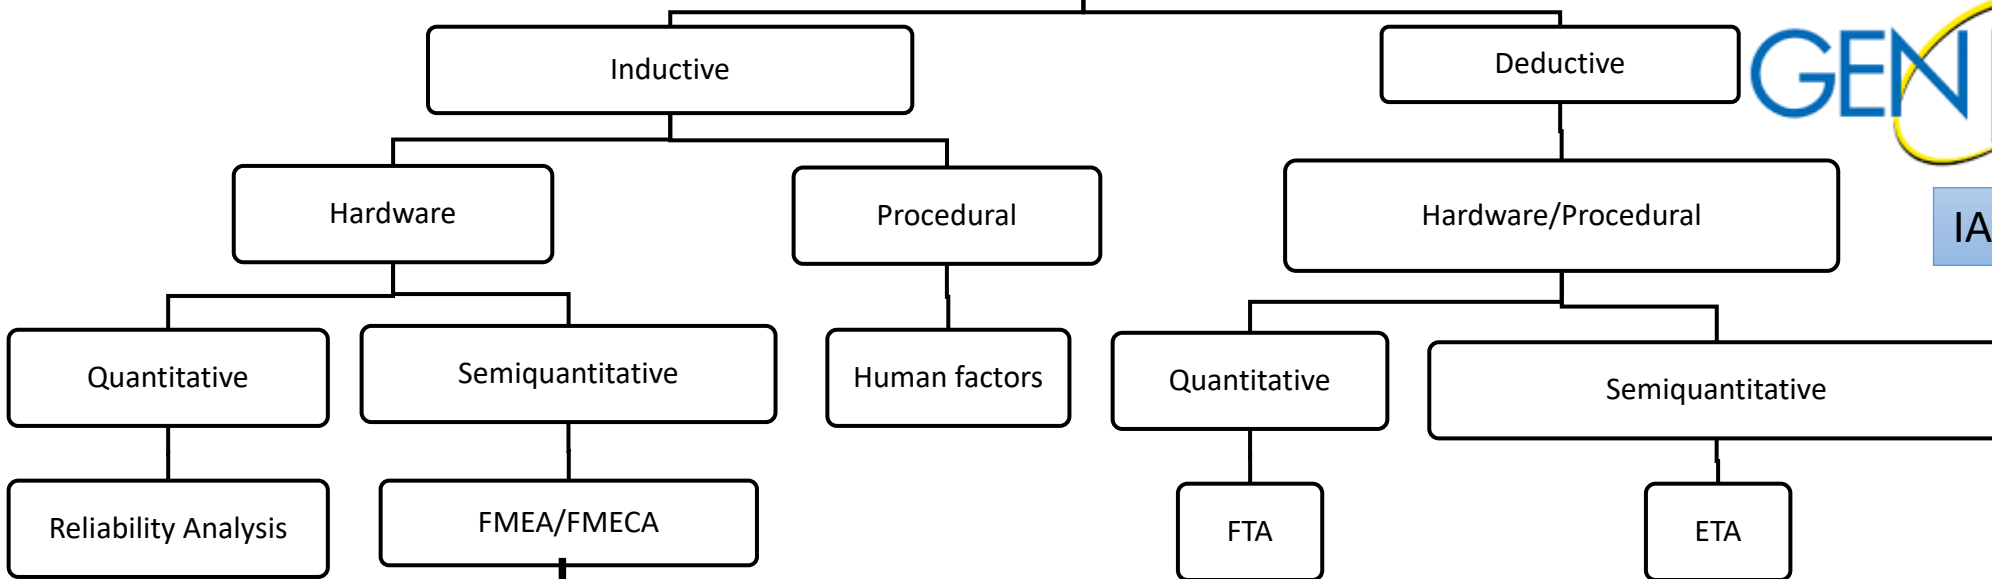 Inductive
Deductive
GEN
Hardware
Procedural
Hardware/Procedural
IA
Quantitative
Semiquantitative
Human factors
Quantitative
Semiquantitative
Reliability Analysis
FMEA/FMECA
FTA
ETA